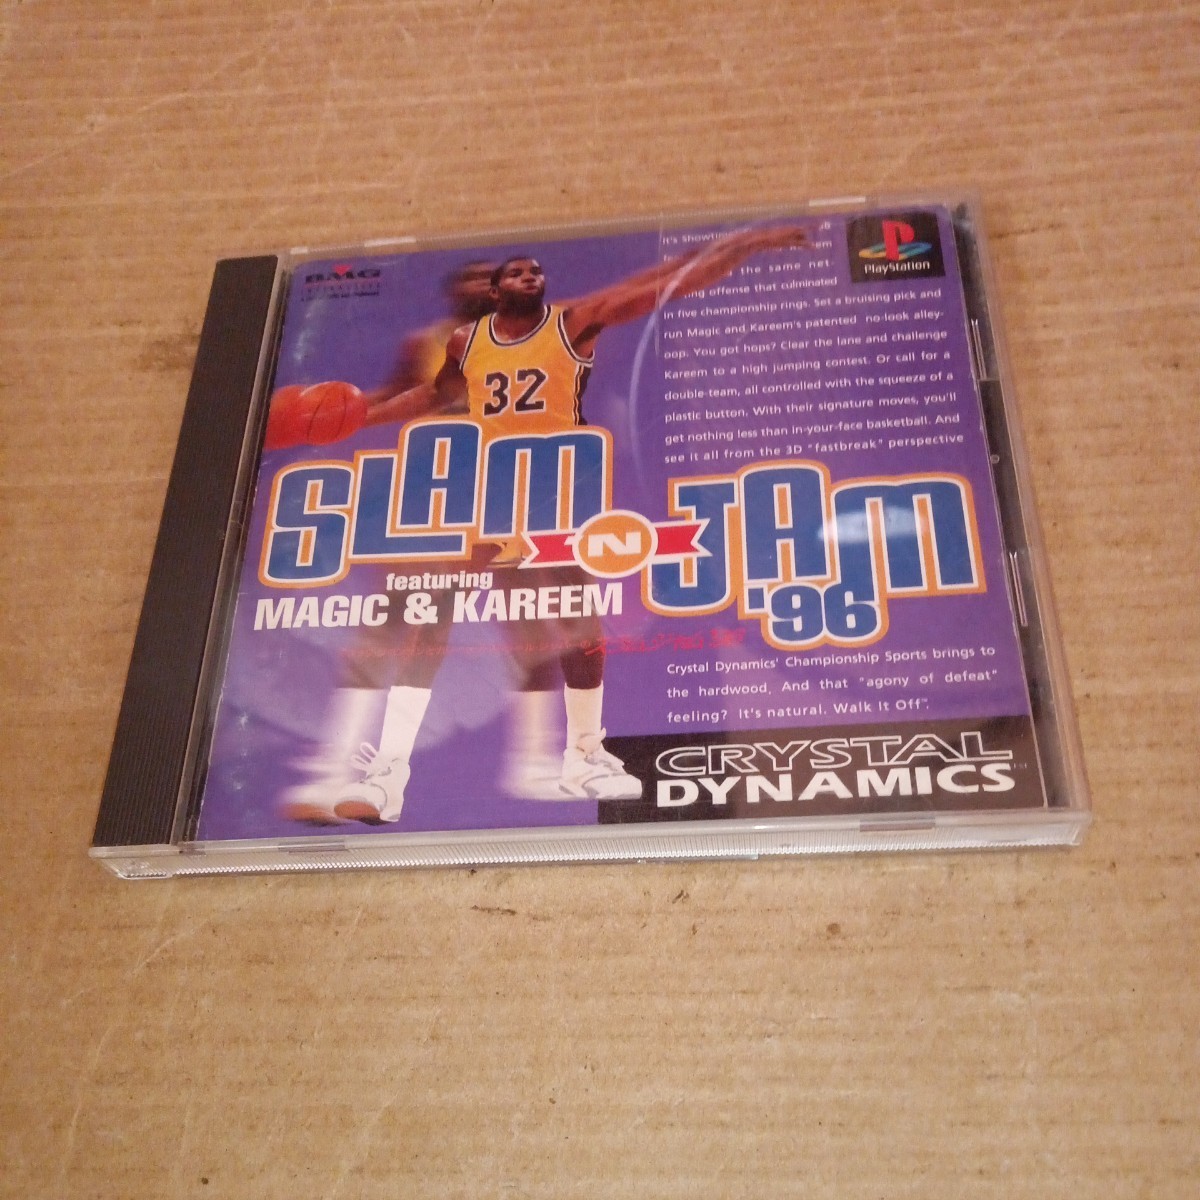 BMG
INTERACTIVE
It's Showtime
em
the same net-
ing offense that culminated
in five championship rings. Set a bruising pick and
run Magic and Kareem's patented no-look alley-
oop. You got hops? Clear the lane and challenge
Kareem to a high jumping contest. Or call for a
double-team, all controlled with the squeeze of a
plastic button. With their signature moves, you'll
get nothing less than in-your-face basketball. And
see it all from the 3D "fastbreak" perspective
PlayStation
32
SLAM 'N JAM '96
featuring
MAGIC & KAREEM
Crystal Dynamics' Championship Sports brings to
the hardwood. And that "agony of defeat"
feeling? It's natural. Walk It Off™.
CRYSTAL
DYNAMICS™